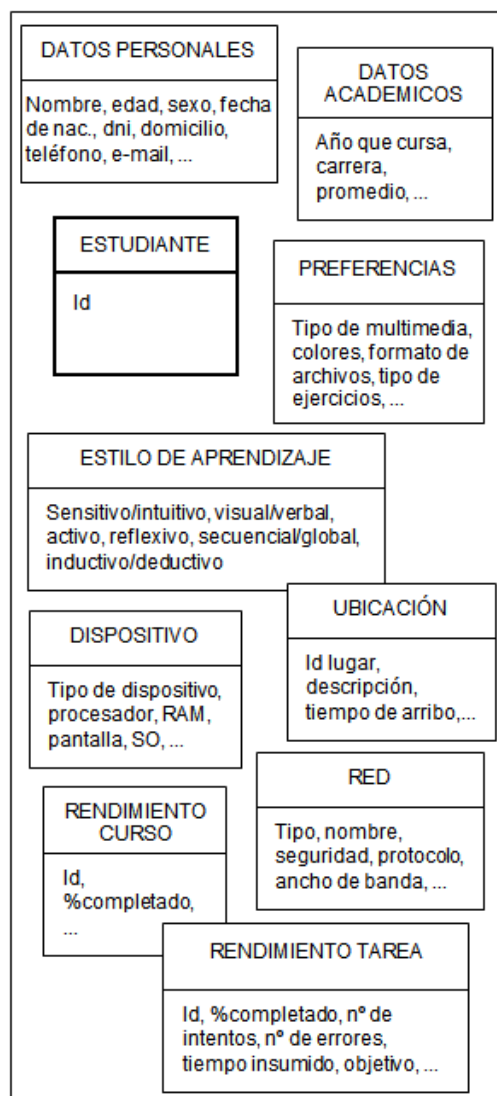 DATOS PERSONALES
Nombre, edad, sexo, fecha
de nac., dni, domicilio,
teléfono, e-mail, ...
DATOS
ACADEMICOS
Año que cursa,
carrera,
promedio, ...
ESTUDIANTE
Id
PREFERENCIAS
Tipo de multimedia,
colores, formato de
archivos, tipo de
ejercicios, ...
ESTILO DE APRENDIZAJE
Sensitivo/intuitivo, visual/verbal,
activo, reflexivo, secuencial/global,
inductivo/deductivo
UBICACIÓN
Id lugar,
descripción,
tiempo de arribo,...
DISPOSITIVO
Tipo de dispositivo,
procesador, RAM,
pantalla, SO, ...
RED
Tipo, nombre,
seguridad, protocolo,
ancho de banda, ...
RENDIMIENTO
CURSO
Id,
%completado,
...
RENDIMIENTO TAREA
Id, %completado, nº de
intentos, nº de errores,
tiempo insumido, objetivo, ...